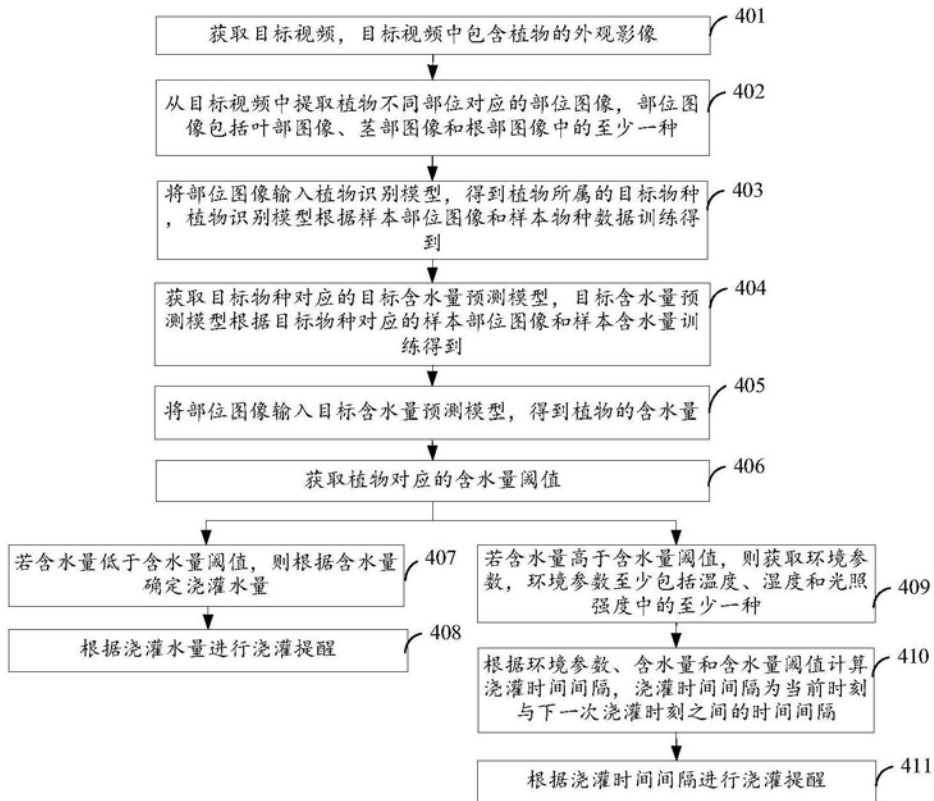 获取目标视频，目标视频中包含植物的外观影像
401
从目标视频中提取植物不同部位对应的部位图像，部位图
像包括叶部图像、茎部图像和根部图像中的至少一种
402
将部位图像输入植物识别模型，得到植物所属的目标物种
，植物识别模型根据样本部位图像和样本物种数据训练得
到
403
获取目标物种对应的目标含水量预测模型，目标含水量预
测模型根据目标物种对应的样本部位图像和样本含水量训
练得到
404
将部位图像输入目标含水量预测模型，得到植物的含水量
405
获取植物对应的含水量阈值
406
若含水量低于含水量阈值，则根据含水量
确定浇灌水量
407
根据浇灌水量进行浇灌提醒
408
若含水量高于含水量阈值，则获取环境参
数，环境参数至少包括温度、湿度和光照
强度中的至少一种
409
根据环境参数、含水量和含水量阈值计算
浇灌时间间隔，浇灌时间间隔为当前时刻
与下一次浇灌时刻之间的时间间隔
410
根据浇灌时间间隔进行浇灌提醒
411